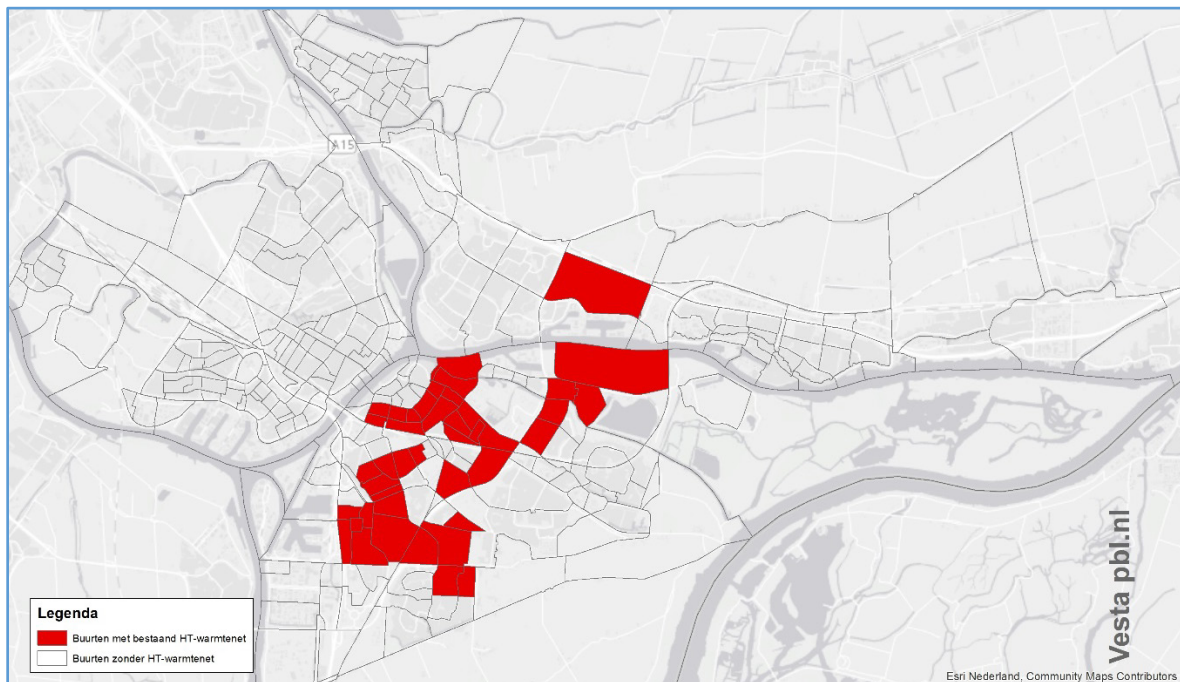 A15
Legenda
Buurten met bestaand HT-warmtenet
Buurten zonder HT-warmtenet
Vesta pbl.nl
Esri Nederland, Community Maps Contributors